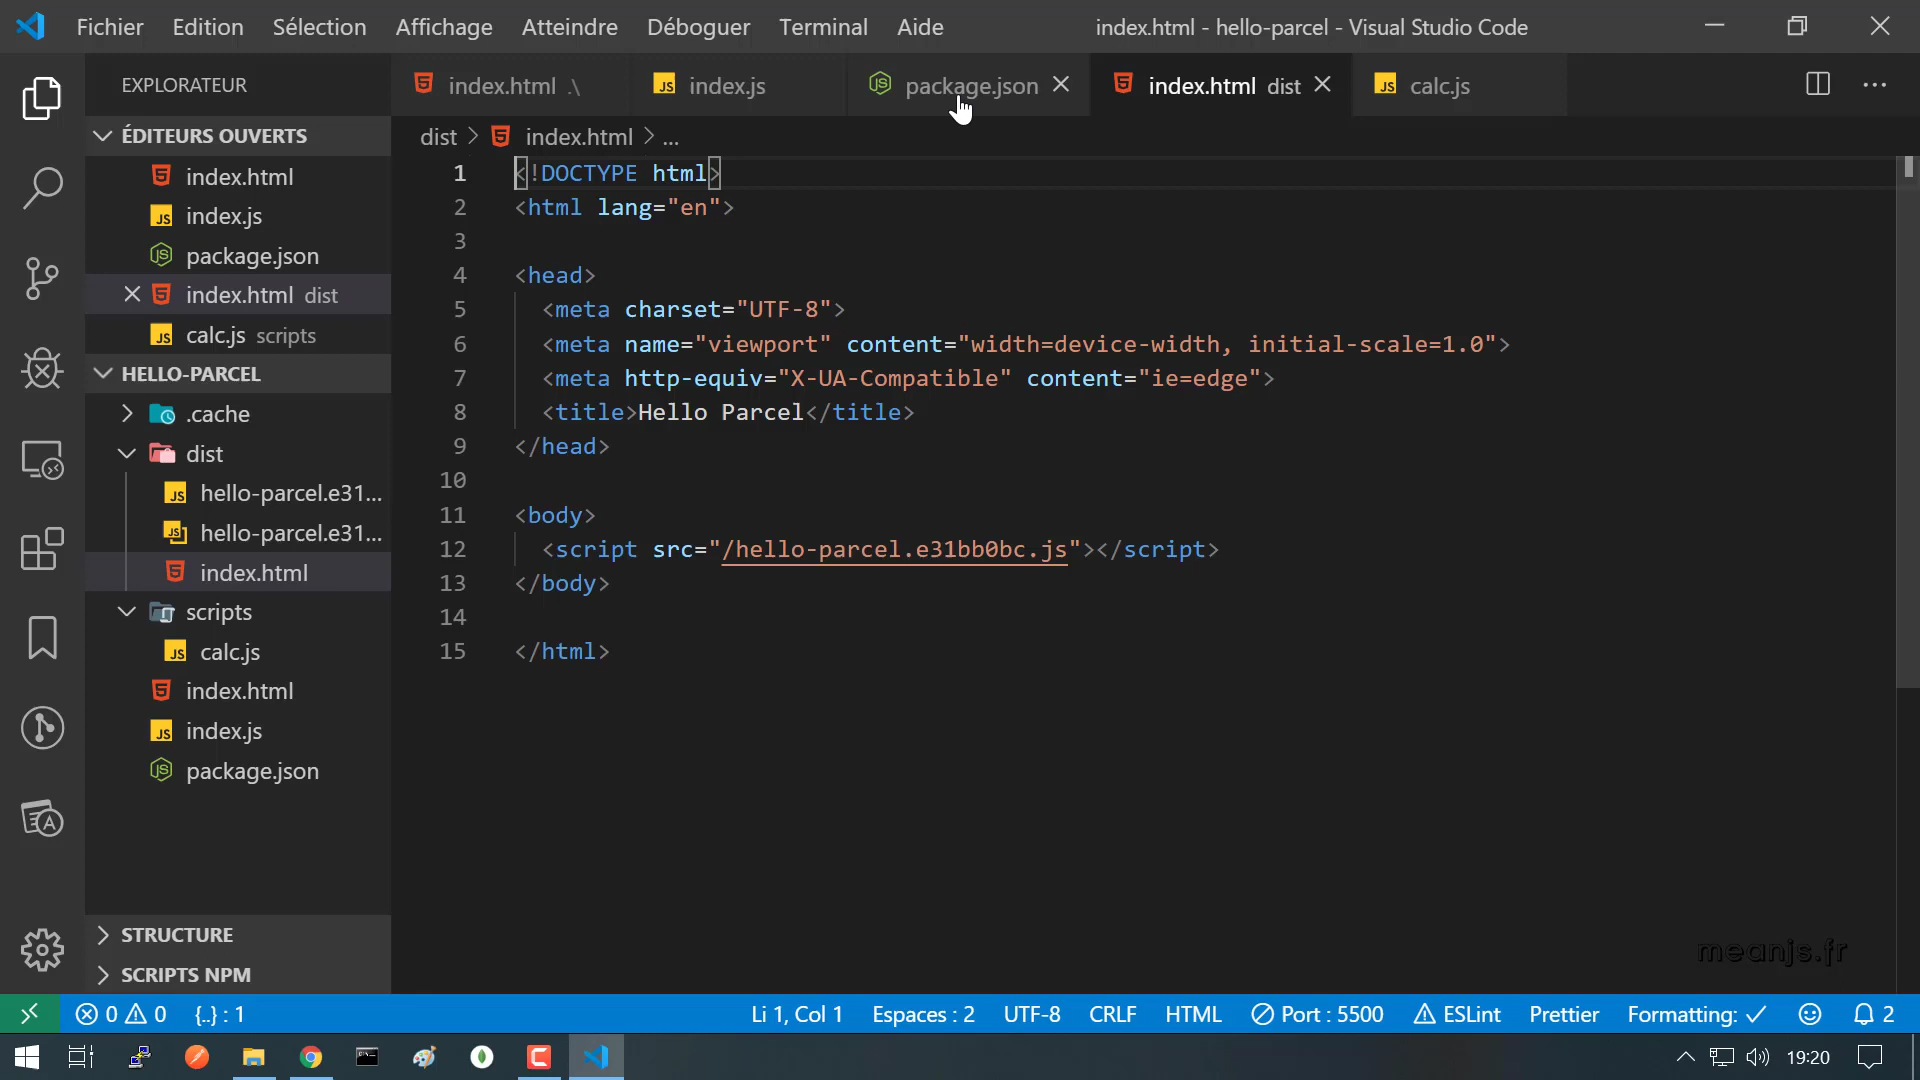 Fichier Edition Sélection Affichage Atteindre Déboguer Terminal Aide index.html - hello-parcel - Visual Studio Code
EXPLORATEUR
index.html .\ index.js package.json index.html dist calc.js
ÉDITEURS OUVERTS
index.html
index.js
package.json
index.html dist
calc.js scripts
HELLO-PARCEL
.cache
dist
hello-parcel.e31...
hello-parcel.e31...
index.html
scripts
calc.js
index.html
index.js
package.json
STRUCTURE
SCRIPTS NPM
dist > index.html > ...
1 <!DOCTYPE html>
2 <html lang="en">
3
4 <head>
5 <meta charset="UTF-8">
6 <meta name="viewport" content="width=device-width, initial-scale=1.0">
7 <meta http-equiv="X-UA-Compatible" content="ie=edge">
8 <title>Hello Parcel</title>
9 </head>
10
11 <body>
12 <script src="/hello-parcel.e31bb0bc.js"></script>
13 </body>
14
15 </html>
meanjs.fr
0 0 {..} : 1 Li 1, Col 1 Espaces : 2 UTF-8 CRLF HTML Port : 5500 ESLint Prettier Formatting: ✓ 2
19:20